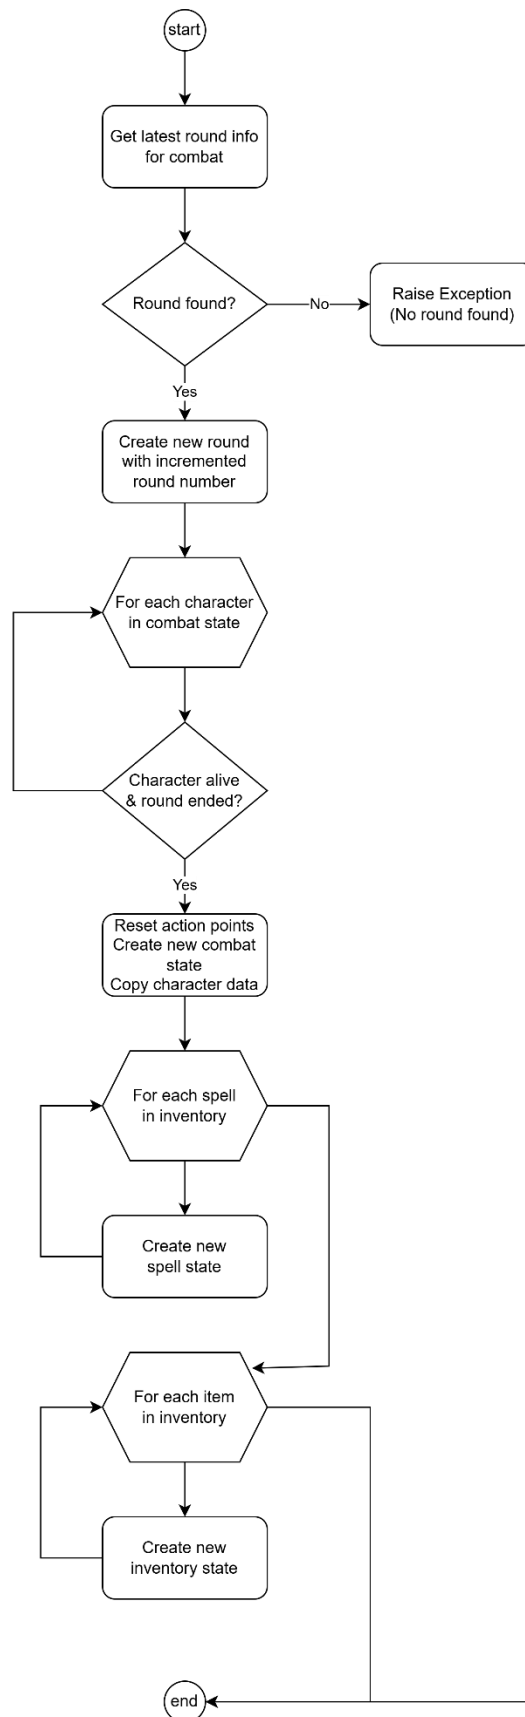 start
Get latest round info
for combat
Round found?
No
Raise Exception
(No round found)
Yes
Create new round
with incremented
round number
For each character
in combat state
Character alive
& round ended?
Yes
Reset action points
Create new combat
state
Copy character data
For each spell
in inventory
Create new
spell state
For each item
in inventory
Create new
inventory state
end